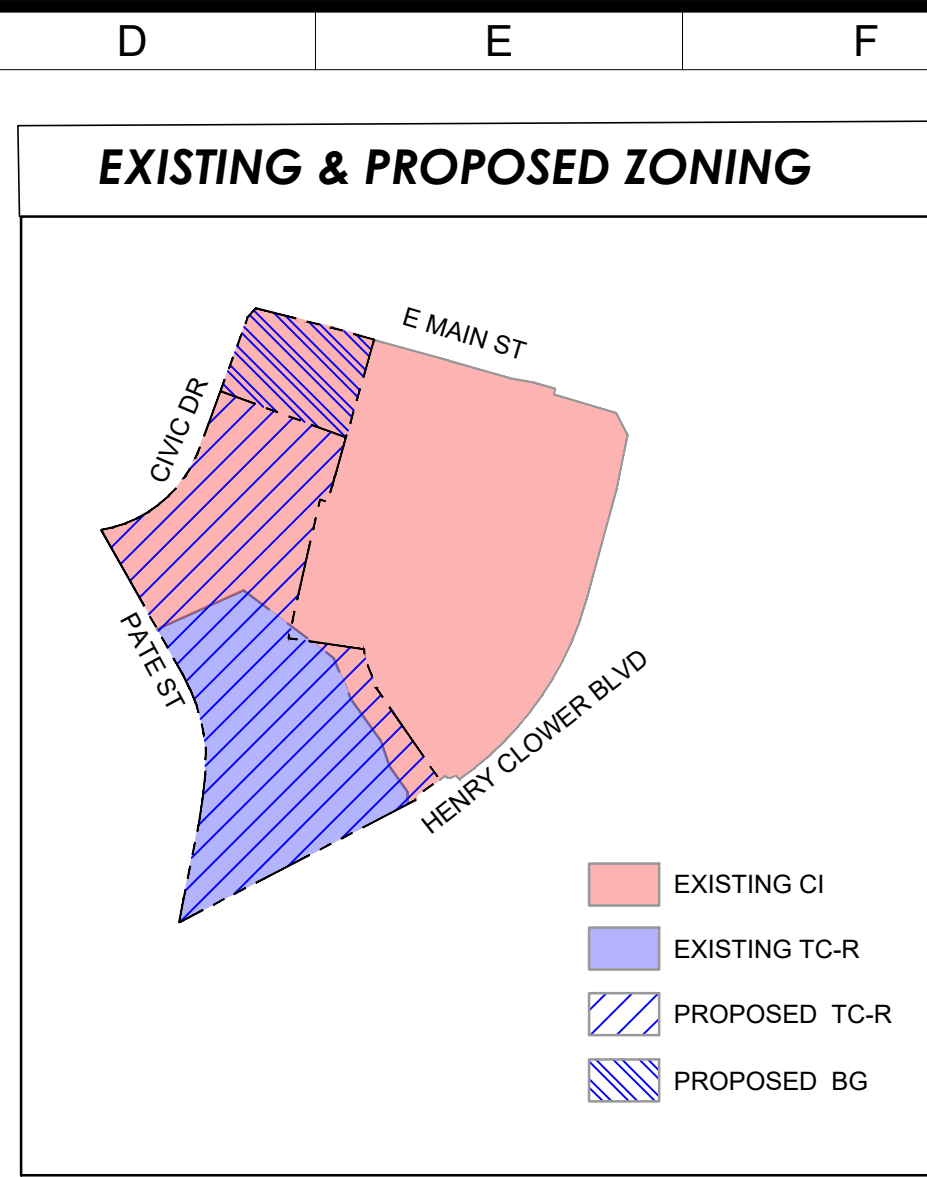 D
E
F
EXISTING & PROPOSED ZONING
E MAIN ST
CIVIC DR
PATE ST
HENRY CLOWER BLVD
EXISTING CI
EXISTING TC-R
PROPOSED TC-R
PROPOSED BG